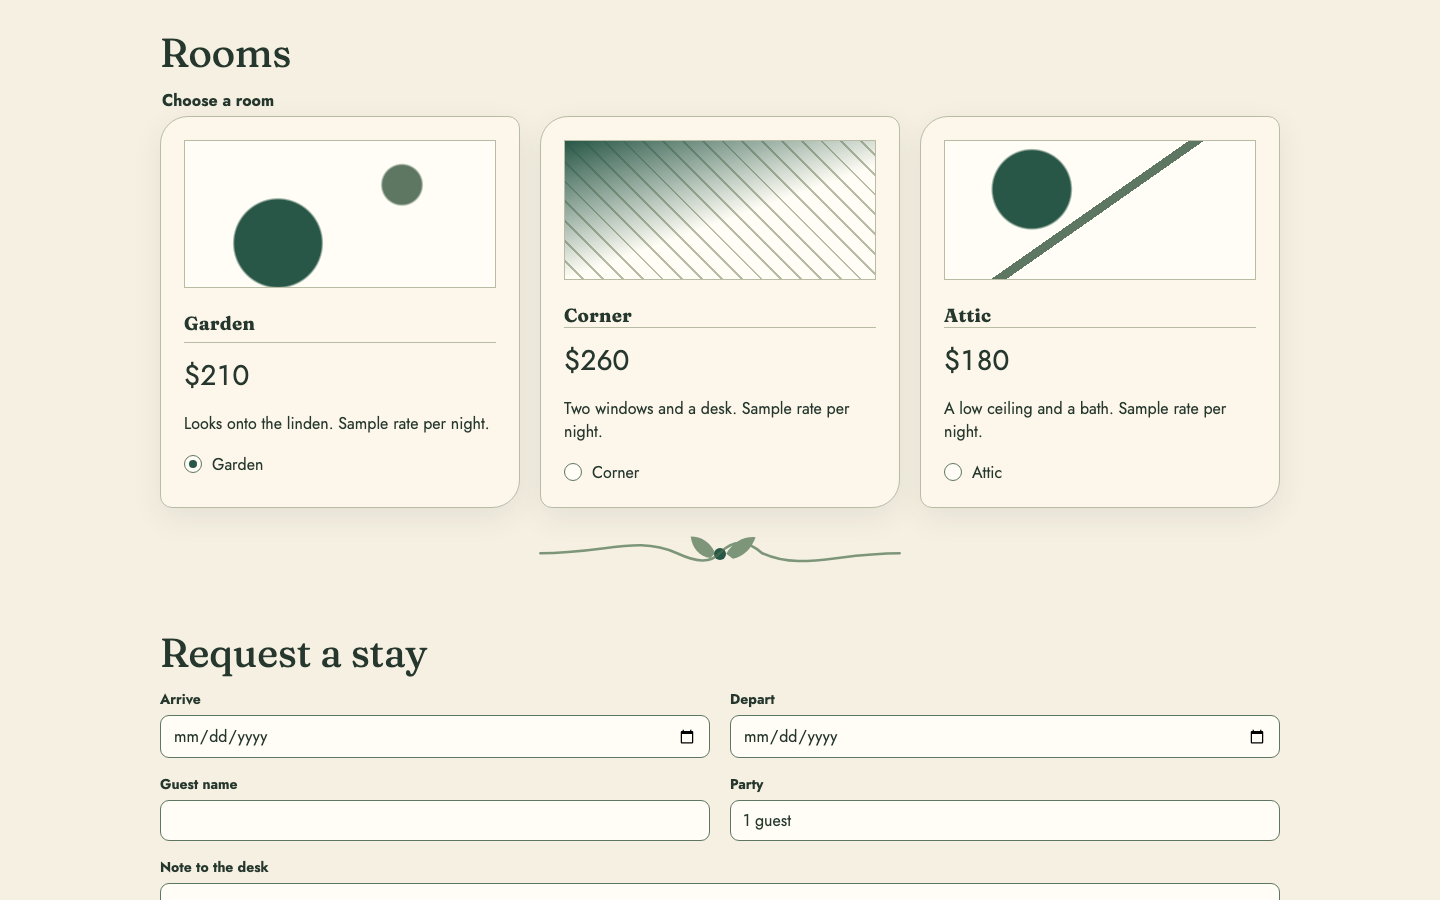 Rooms
Choose a room
Garden
$210
Looks onto the linden. Sample rate per night.
Garden
Corner
$260
Two windows and a desk. Sample rate per
night.
Corner
Attic
$180
A low ceiling and a bath. Sample rate per
night.
Attic
Request a stay
Arrive
mm/dd/yyyy
Depart
mm/dd/yyyy
Guest name
Party
1 guest
Note to the desk